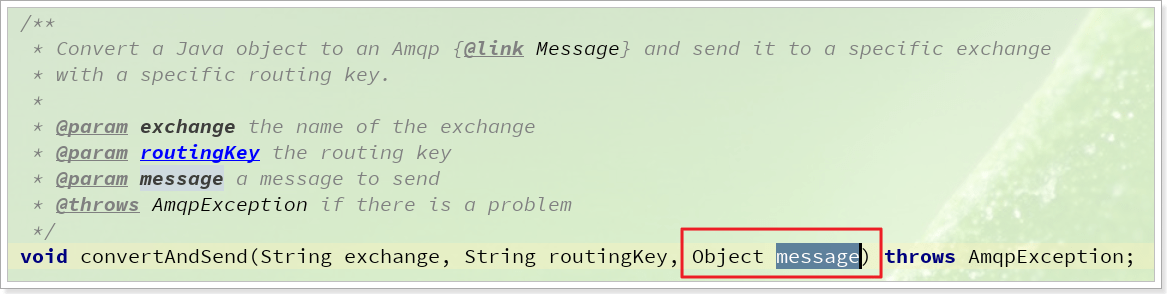 /**
 * Convert a Java object to an Amqp {@link Message} and send it to a specific exchange
 * with a specific routing key.
 *
 * @param exchange the name of the exchange
 * @param routingKey the routing key
 * @param message a message to send
 * @throws AmqpException if there is a problem
 */
void convertAndSend(String exchange, String routingKey, Object message) throws AmqpException;